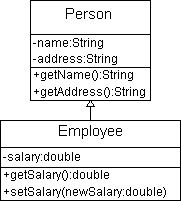 Person
-name:String
-address:String
+getName():String
+getAddress():String
Employee
-salary:double
+getSalary():double
+setSalary(newSalary:double)